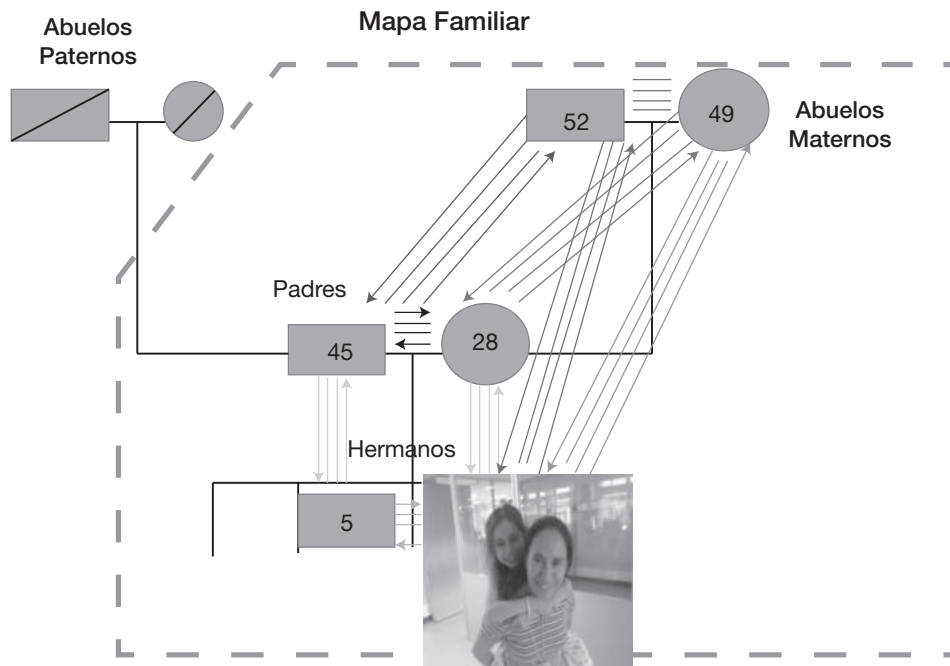 Mapa Familiar
Abuelos
Paternos
52
49
Abuelos
Maternos
Padres
45
28
Hermanos
5